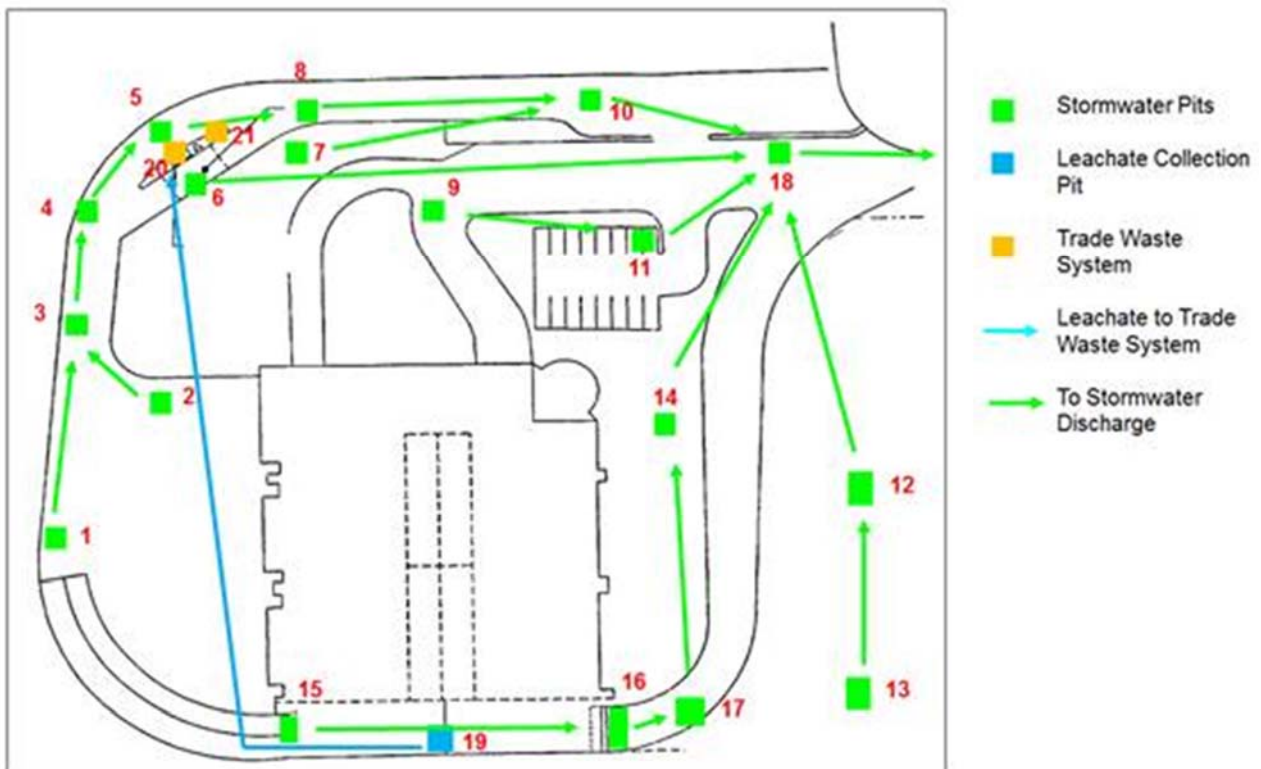 8
5
Stormwater Pits
10
21
7
Leachate Collection
Pit
20
18
6
9
4
Trade Waste
System
11
3
Leachate to Trade
Waste System
2
14
To Stormwater
Discharge
12
1
15
16
13
17
19